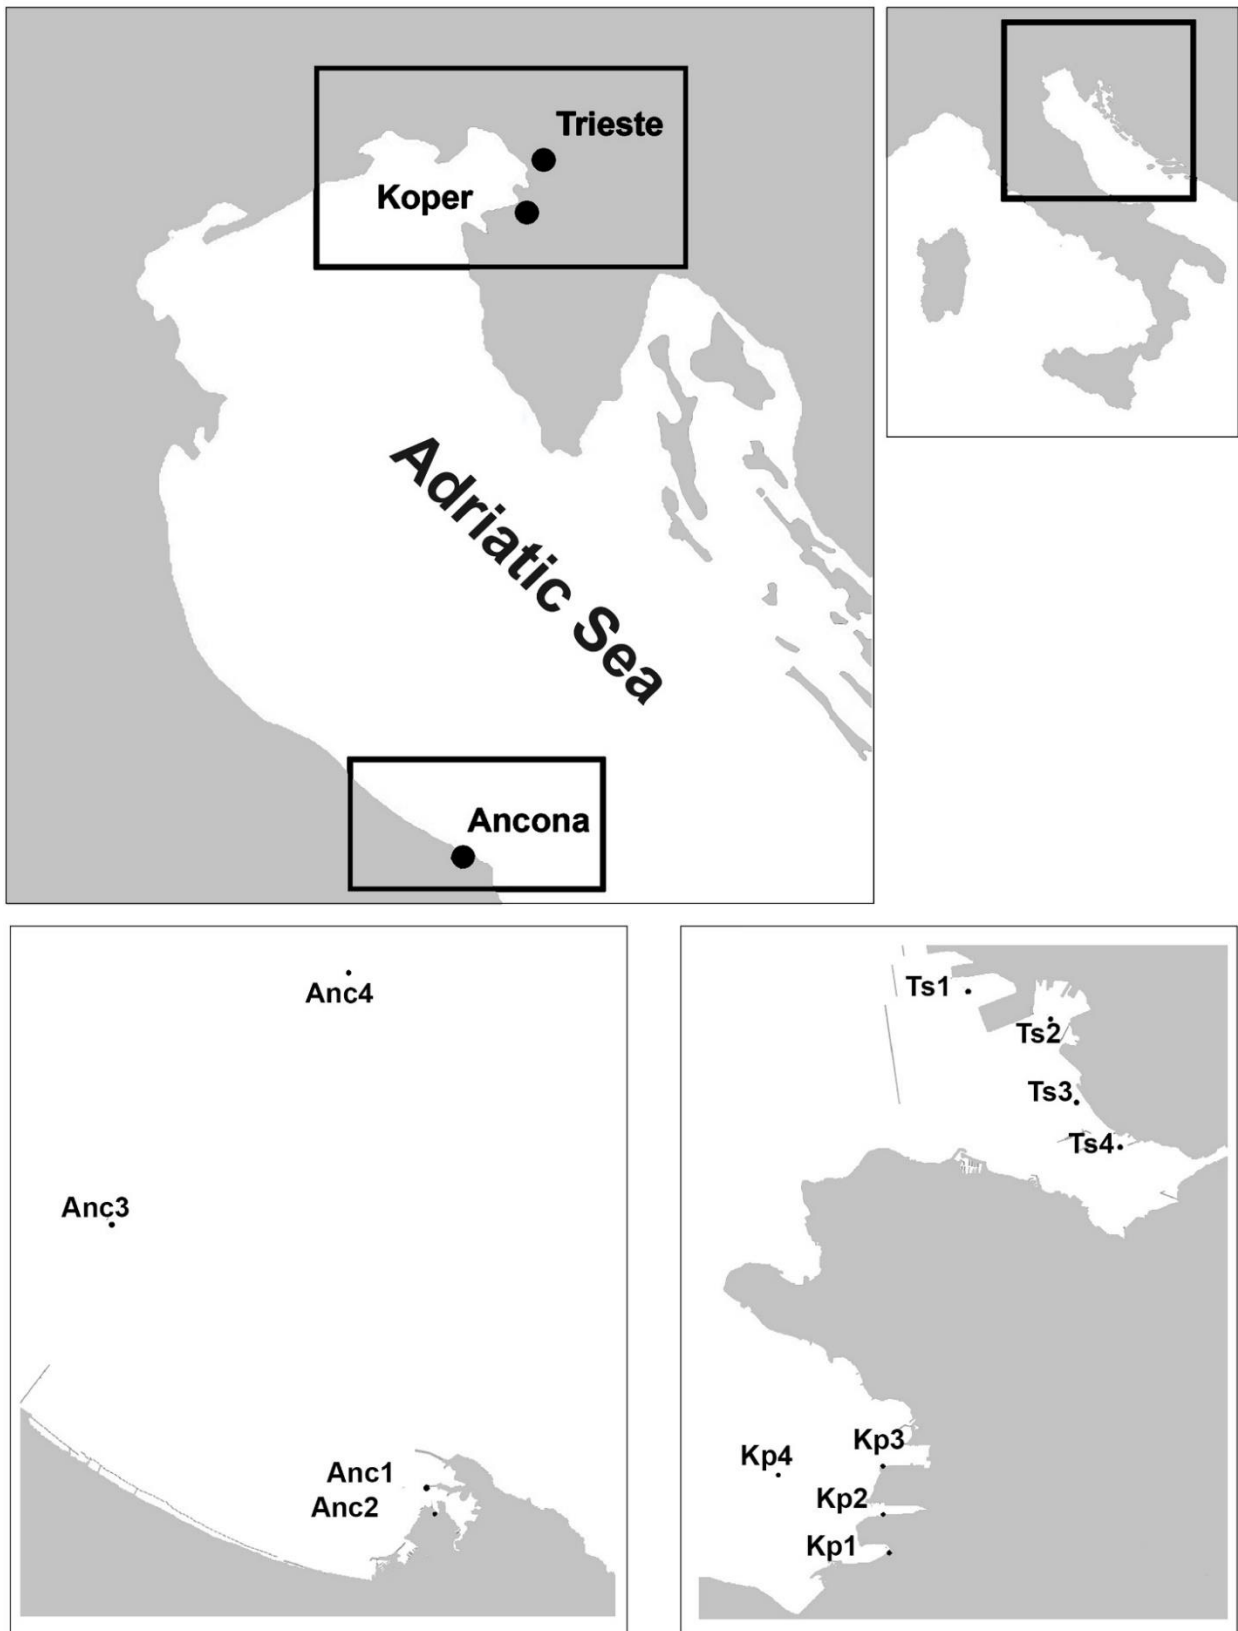 Trieste
Koper
Adriatic Sea
Ancona
Anc4
Anc3
Anc1
Anc2
Ts1
Ts2
Ts3
Ts4
Kp3
Kp4
Kp2
Kp1